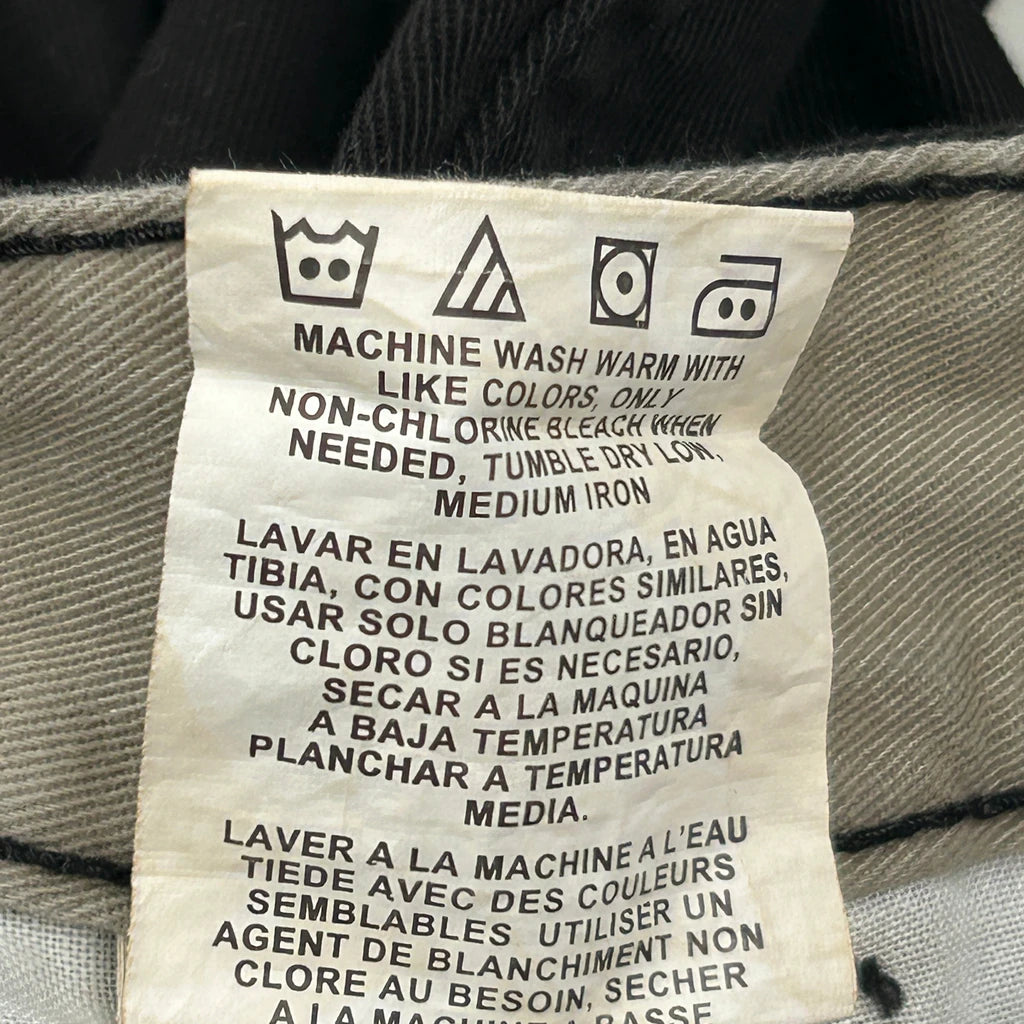 MACHINE WASH WARM WITH
LIKE COLORS, ONLY
NON-CHLORINE BLEACH WHEN
NEEDED, TUMBLE DRY LOW,
MEDIUM IRON
LAVAR EN LAVADORA, EN AGUA
TIBIA, CON COLORES SIMILARES,
USAR SOLO BLANQUEADOR SIN
CLORO SI ES NECESARIO,
SECAR A LA MAQUINA
A BAJA TEMPERATURA
PLANCHAR A TEMPERATURA
MEDIA.
LAVER A LA MACHINE A L'EAU
TIEDE AVEC DES COULEURS
SEMBLABLES UTILISER UN
AGENT DE BLANCHIMENT NON
CLORE AU BESOIN, SECHER
A LA MACHINE A BASSE